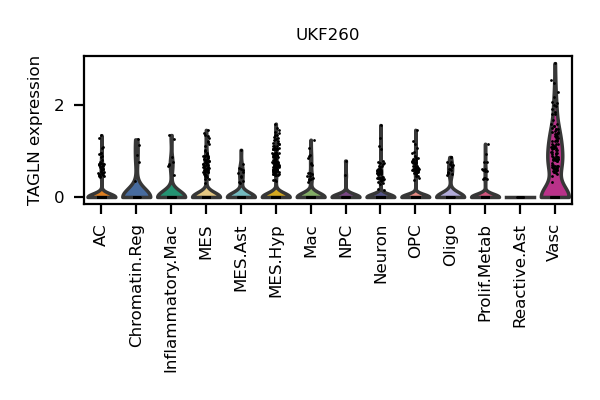 UKF260
TAGLN expression
2
0
AC
Chromatin.Reg
Inflammatory.Mac
MES
MES.Ast
MES.Hyp
Mac
NPC
Neuron
OPC
Oligo
Prolif.Metab
Reactive.Ast
Vasc